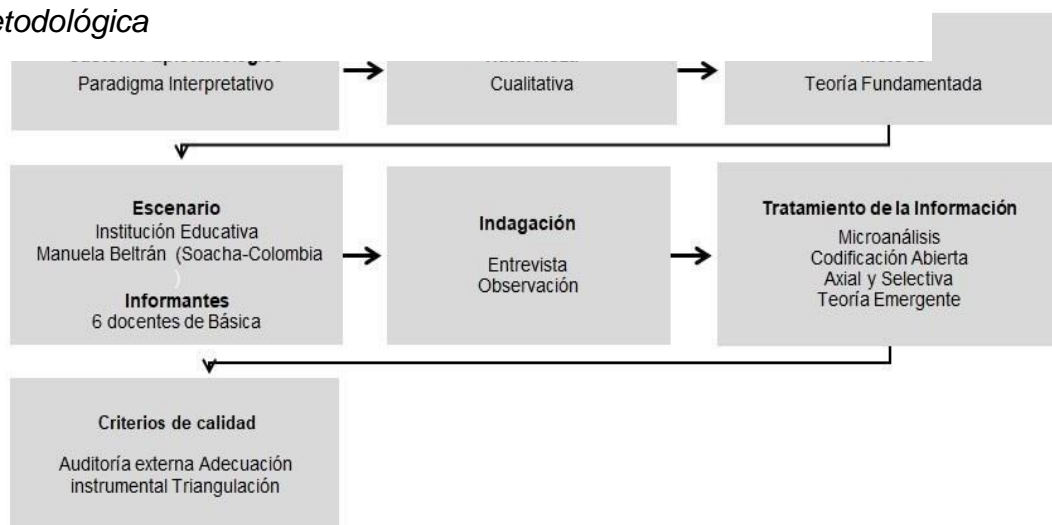 etodológica
Paradigma Interpretativo
Cualitativa
Teoría Fundamentada
Escenario
Institución Educativa
Manuela Beltrán (Soacha-Colombia
)
Informantes
6 docentes de Básica
Indagación
Entrevista
Observación
Tratamiento de la Información
Microanálisis
Codificación Abierta
Axial y Selectiva
Teoría Emergente
Criterios de calidad
Auditoría externa Adecuación
instrumental Triangulación